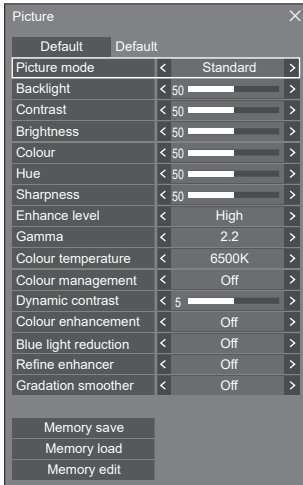 Picture ×
Default Default
Picture mode < Standard >
Backlight < 50 >
Contrast < 50 >
Brightness < 50 >
Colour < 50 >
Hue < 50 >
Sharpness < 50 >
Enhance level < High >
Gamma < 2.2 >
Colour temperature < 6500K >
Colour management < Off >
Dynamic contrast < 5 >
Colour enhancement < Off >
Blue light reduction < Off >
Refine enhancer < Off >
Gradation smoother < Off >
Memory save
Memory load
Memory edit